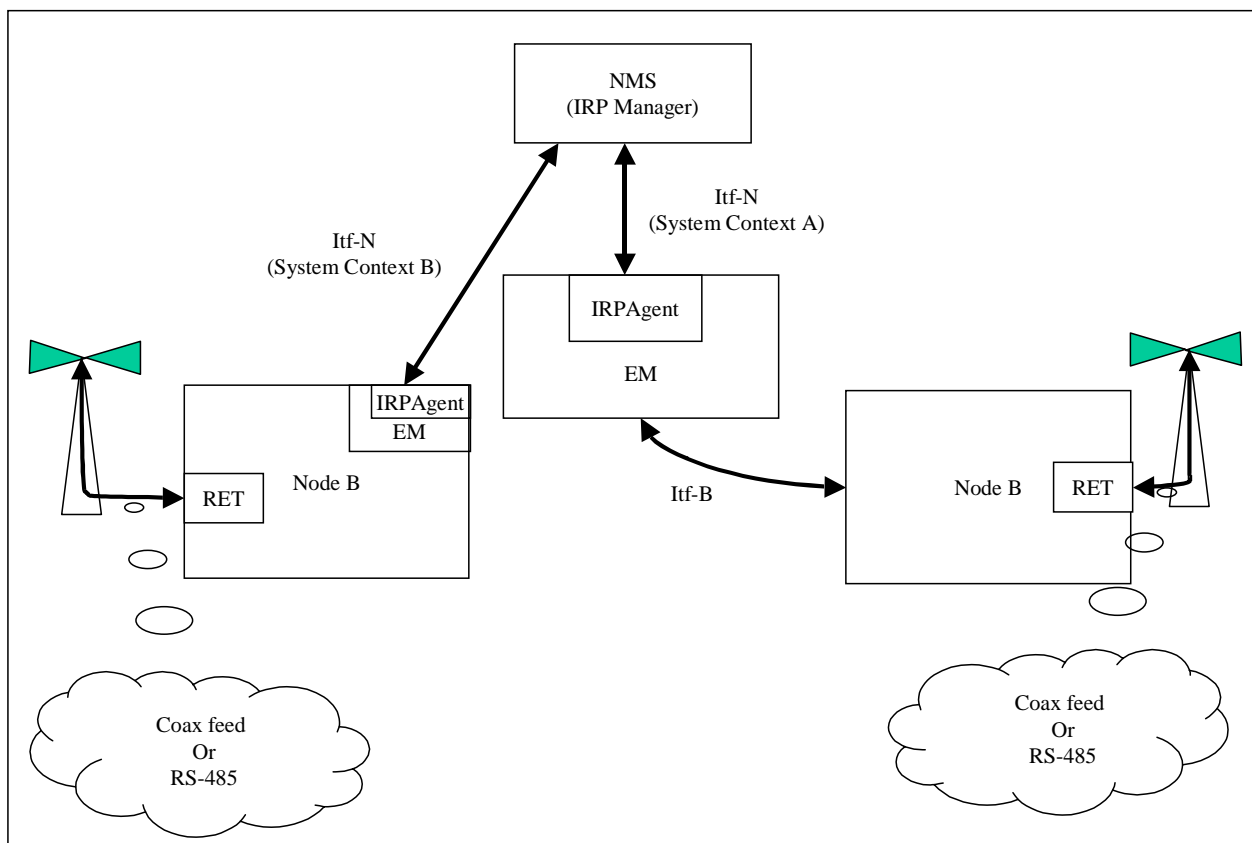 NMS
(IRP Manager)
Itf-N
(System Context B)
Itf-N
(System Context A)
IRPAgent
EM
IRPAgent
EM
Node B
RET
Itf-B
Node B
RET
Coax feed
Or
RS-485
Coax feed
Or
RS-485